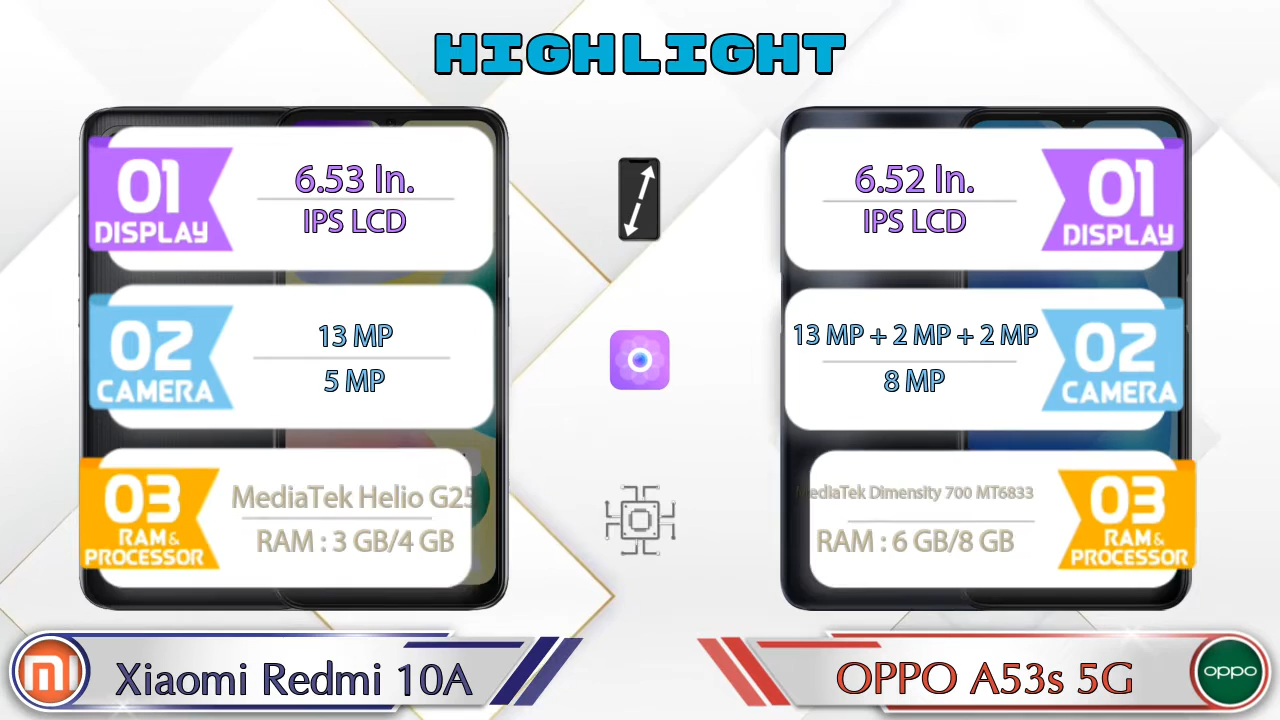 HIGHLIGHT
01
DISPLAY
6.53 In.
IPS LCD
02
CAMERA
13 MP
5 MP
03
RAM&
PROCESSOR
MediaTek Helio G25
RAM : 3 GB/4 GB
6.52 In.
IPS LCD
01
DISPLAY
13 MP + 2 MP + 2 MP
8 MP
02
CAMERA
MediaTek Dimensity 700 MT6833
RAM : 6 GB/8 GB
03
RAM&
PROCESSOR
Xiaomi Redmi 10A
OPPO A53s 5G
oppo